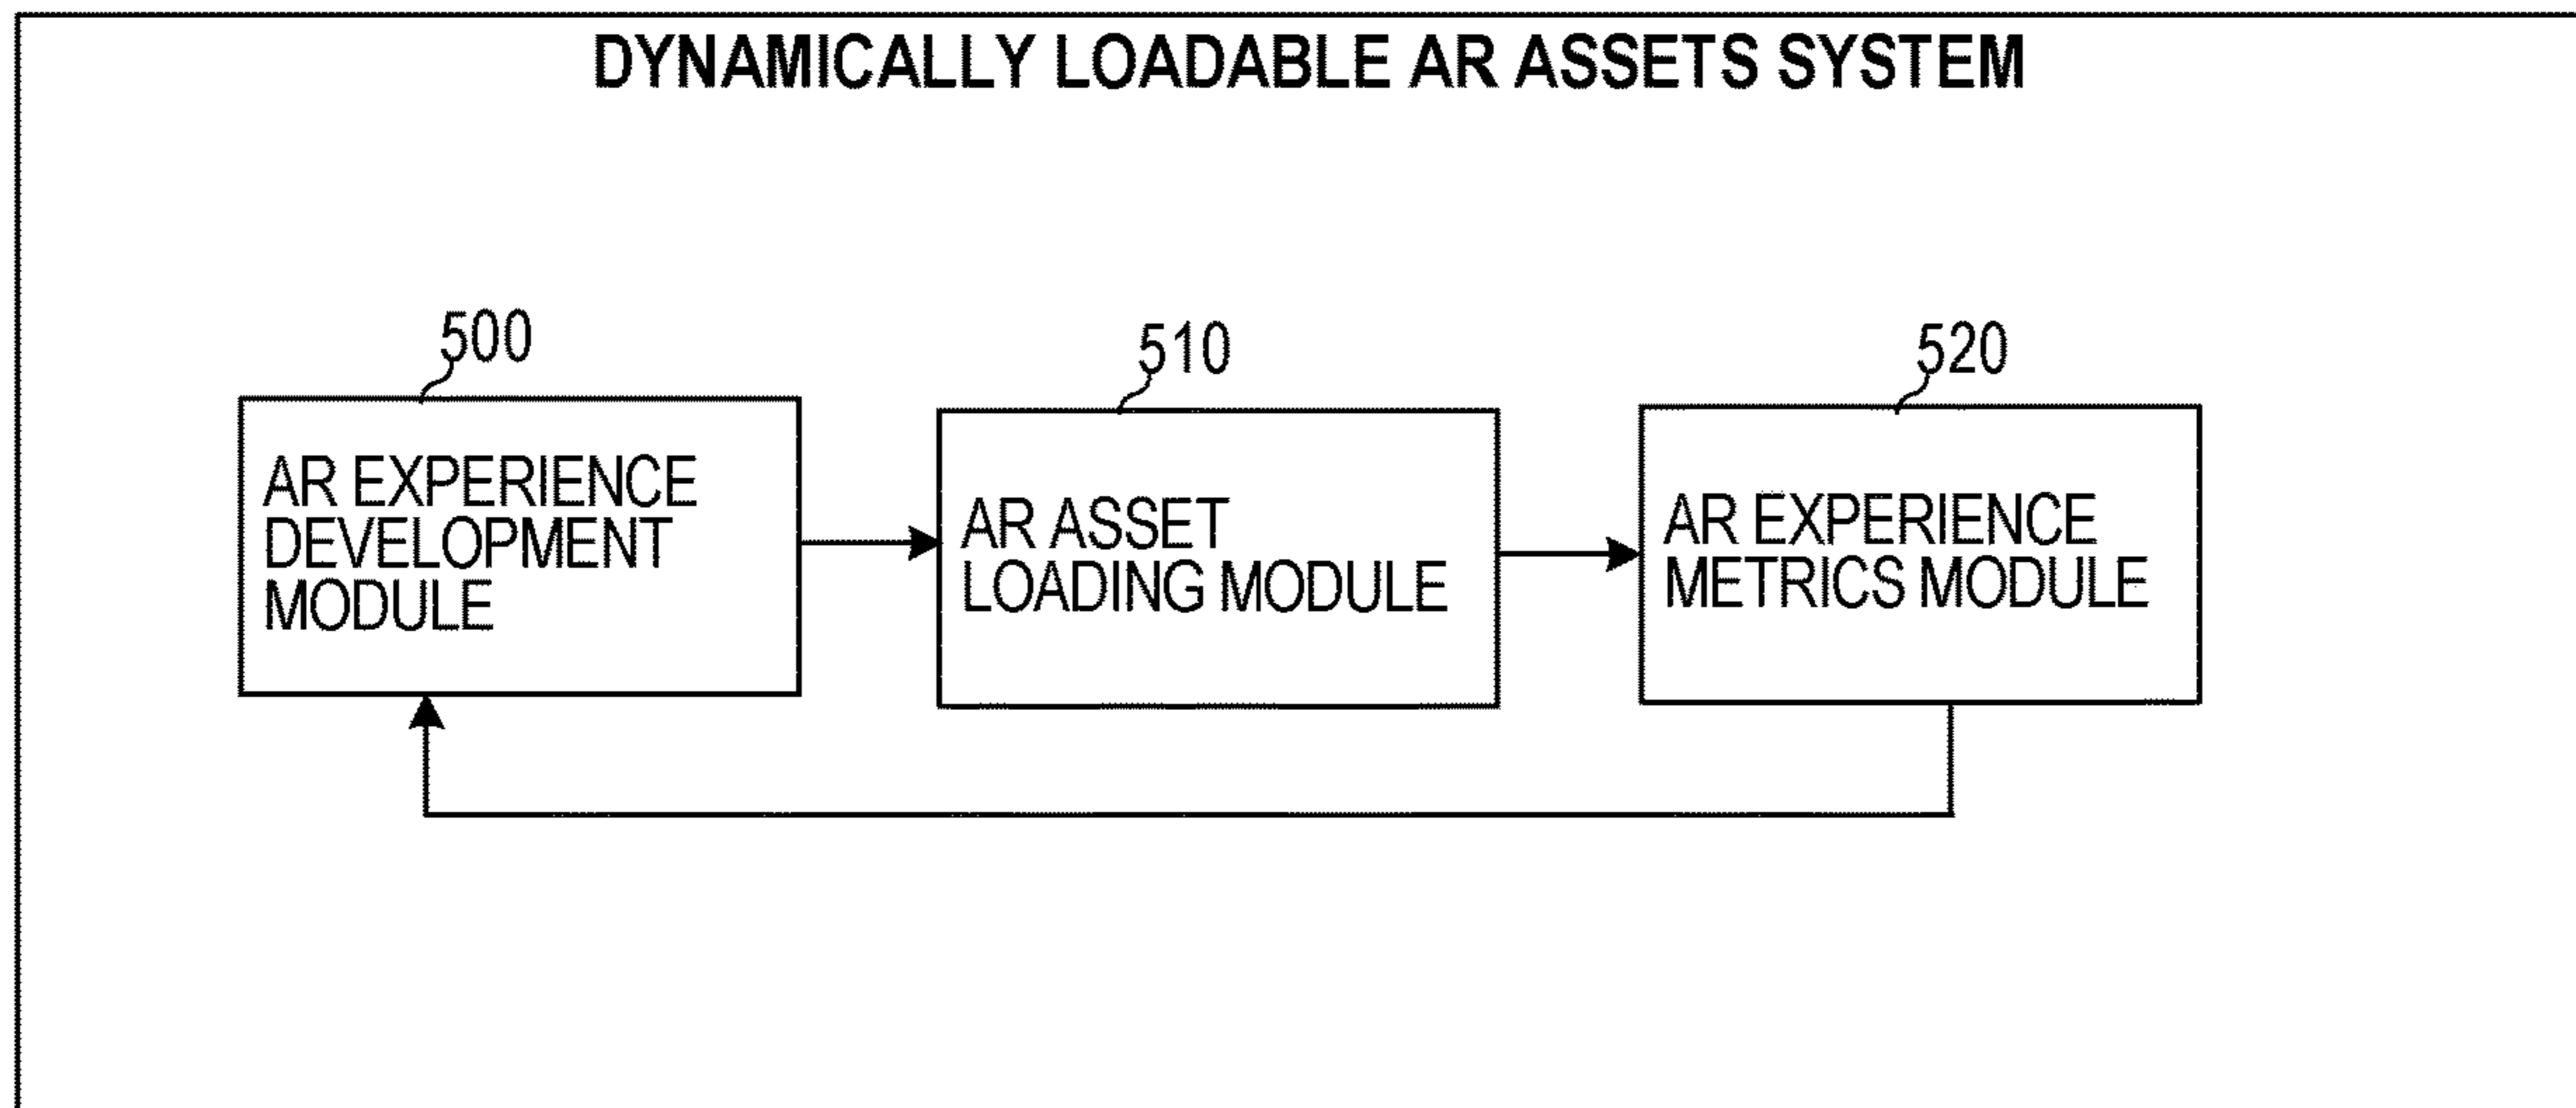 DYNAMICALLY LOADABLE AR ASSETS SYSTEM
500
AR EXPERIENCE
DEVELOPMENT
MODULE
510
AR ASSET
LOADING MODULE
520
AR EXPERIENCE
METRICS MODULE